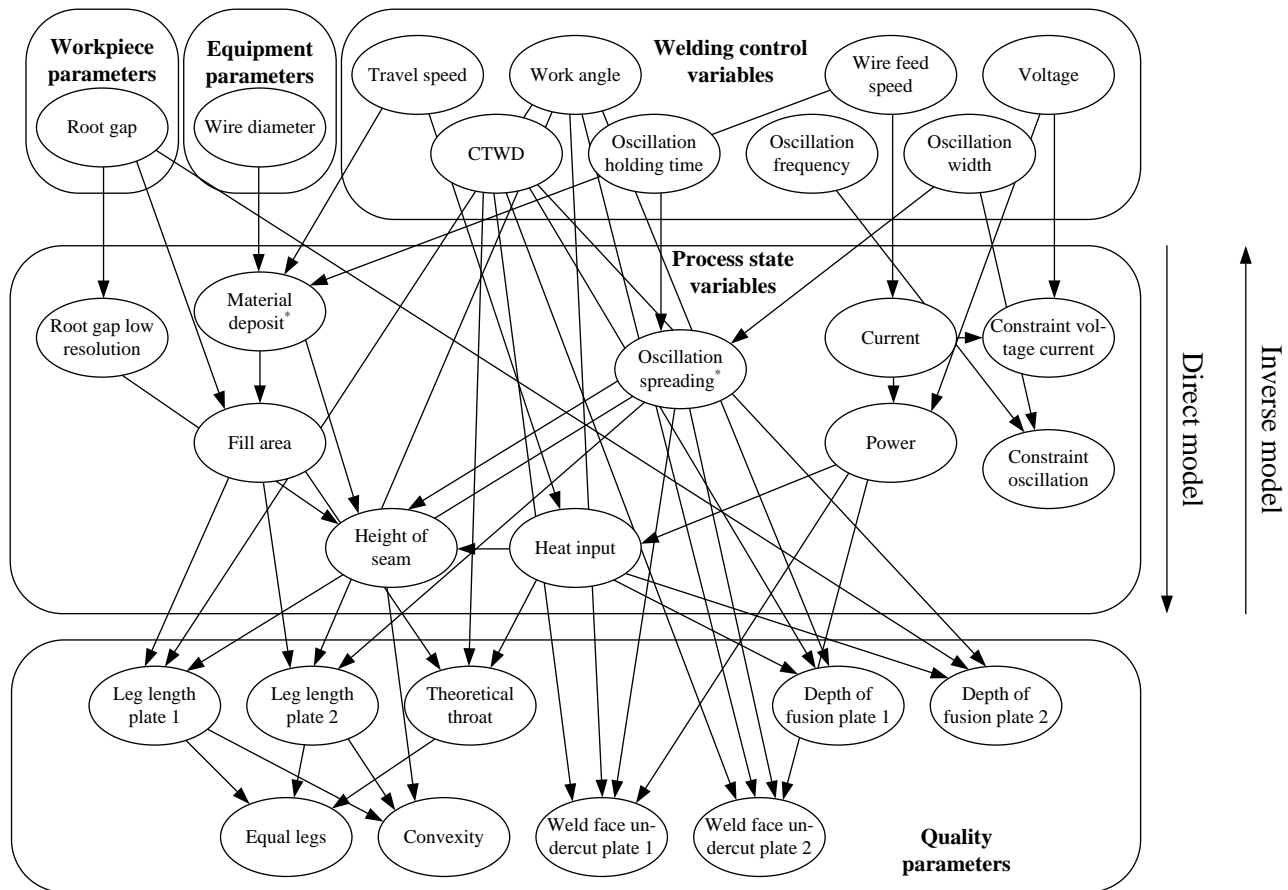 Workpiece
parameters
Equipment
parameters
Welding control
variables
Travel speed
Work angle
Wire feed
speed
Voltage
Root gap
Wire diameter
CTWD
Oscillation
holding time
Oscillation
frequency
Oscillation
width
Process state
variables
Root gap low
resolution
Material
deposit*
Oscillation
spreading*
Current
Constraint vol-
tage current
Fill area
Power
Constraint
oscillation
Height of
seam
Heat input
Direct model
Inverse model
Leg length
plate 1
Leg length
plate 2
Theoretical
throat
Depth of
fusion plate 1
Depth of
fusion plate 2
Equal legs
Convexity
Weld face un-
dercut plate 1
Weld face un-
dercut plate 2
Quality
parameters